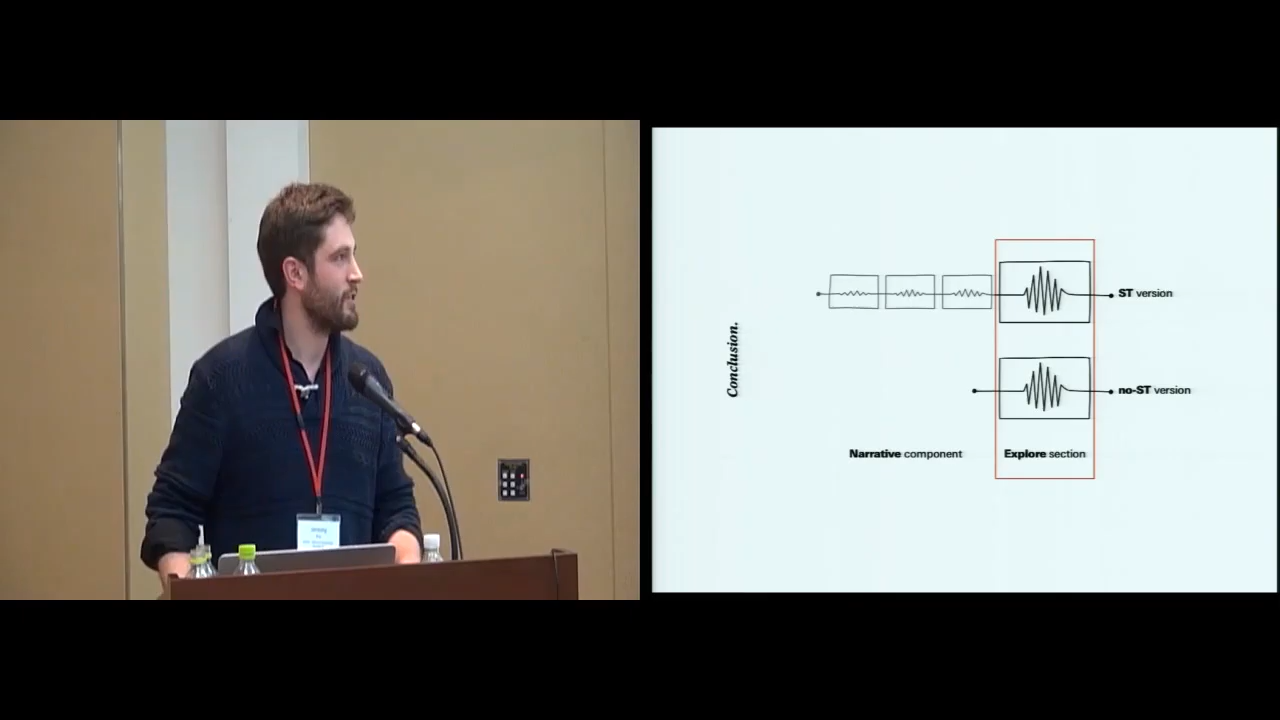 Conclusion.
ST version
no-ST version
Narrative component
Explore section